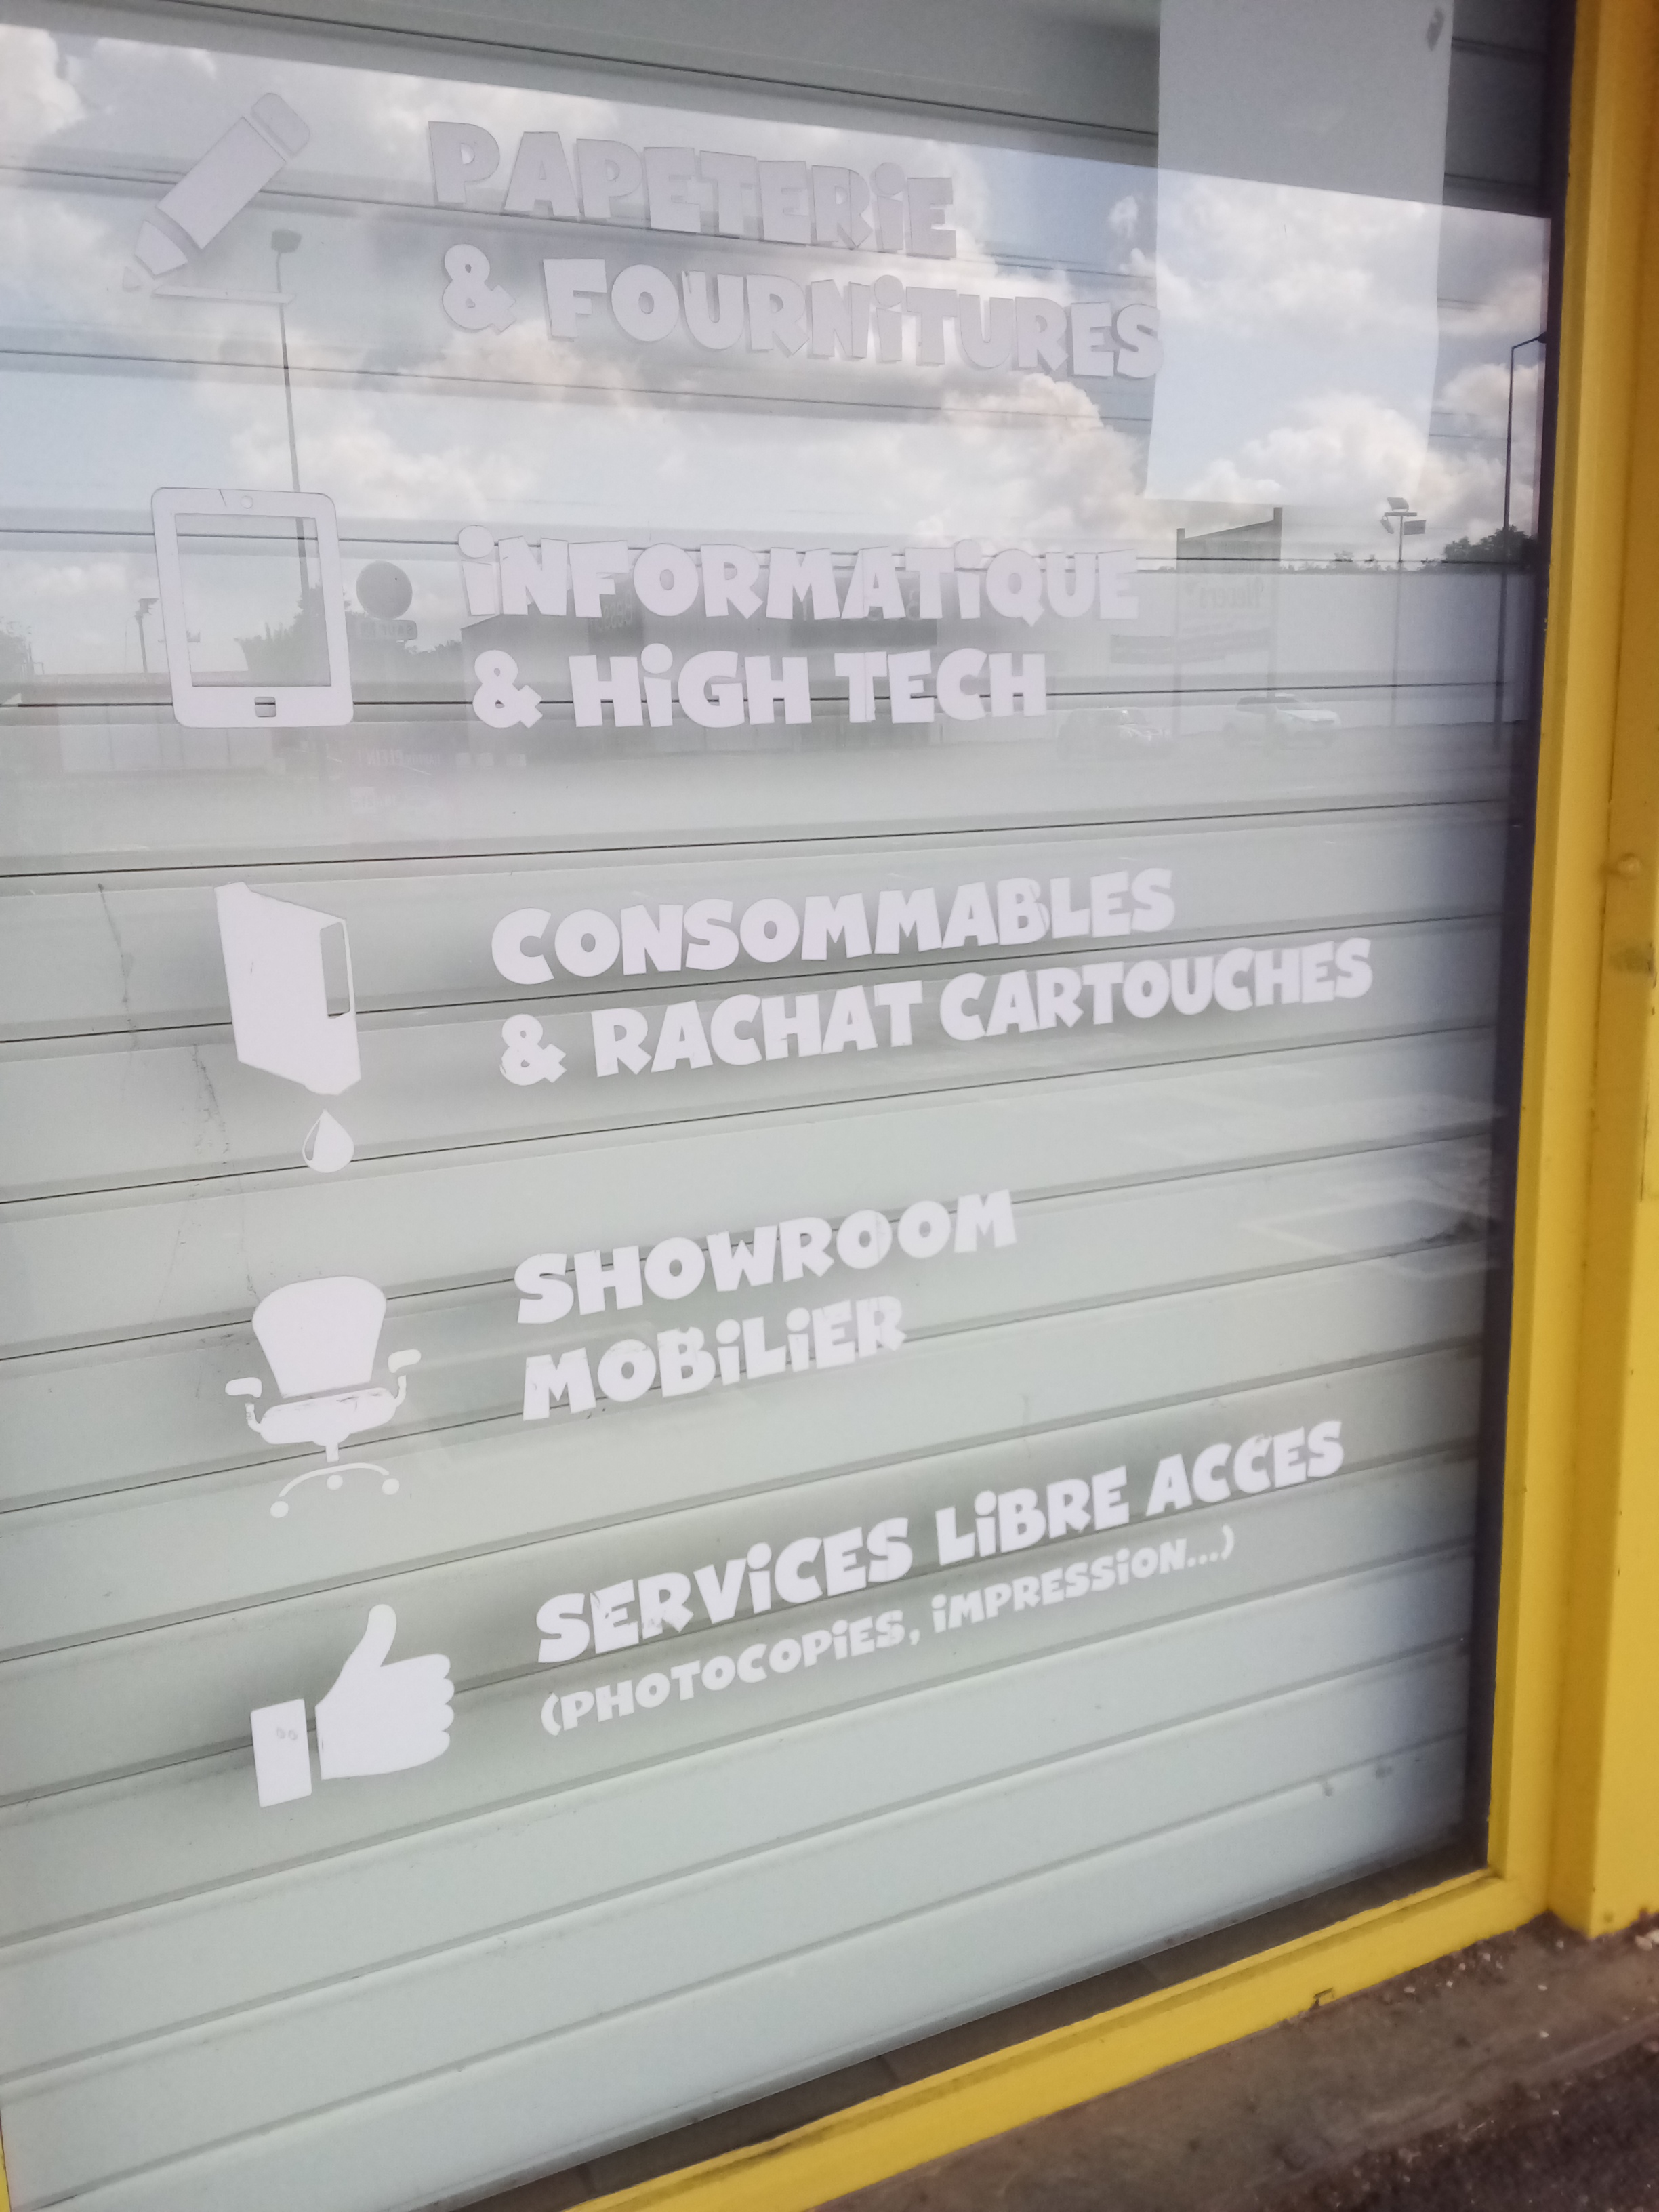 PAPETERiE
& FOURNiTURES
iNFORMATiQUE
& HiGH TECH
CONSOMMABLES
& RACHAT CARTOUCHES
SHOWROOM
MOBiLiER
SERViCES LiBRE ACCES
(PHOTOCOPiES, iMPRESSiON...)